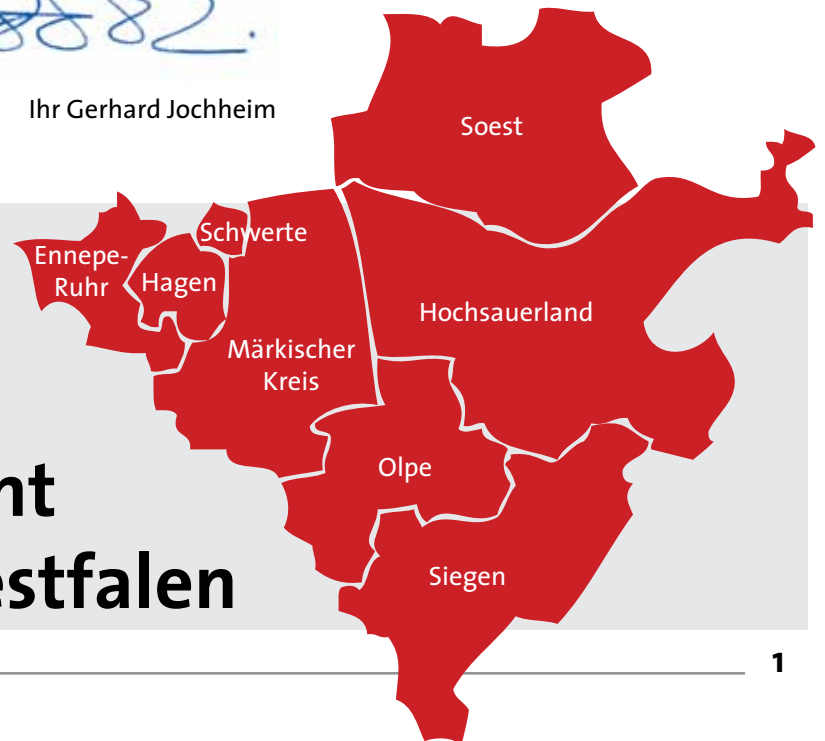 Ihr Gerhard Jochheim
Soest
Schwerte
Ennepe-
Ruhr
Hagen
Hochsauerland
Märkischer
Kreis
Olpe
Siegen
nt
estfalen
1